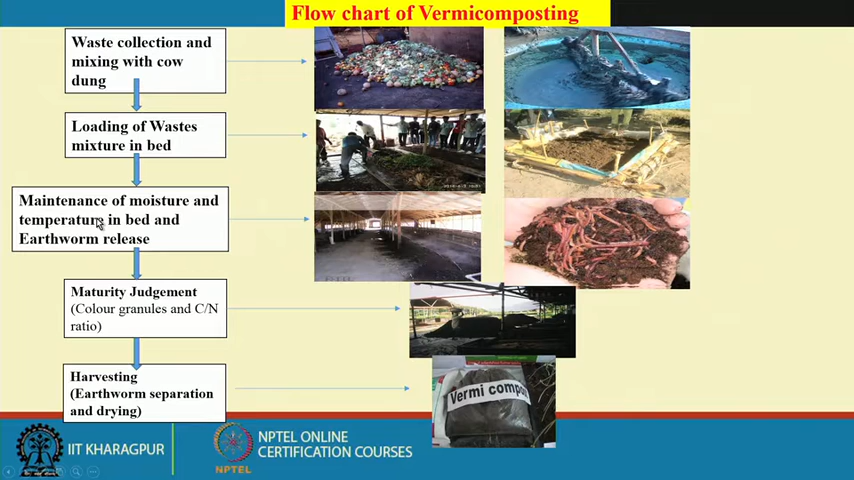 Flow chart of Vermicomposting
Waste collection and
mixing with cow
dung
Loading of Wastes
mixture in bed
Maintenance of moisture and
temperature in bed and
Earthworm release
Maturity Judgement
(Colour granules and C/N
ratio)
Harvesting
(Earthworm separation
and drying)
Vermi compo
IIT KHARAGPUR
NPTEL
NPTEL ONLINE
CERTIFICATION COURSES